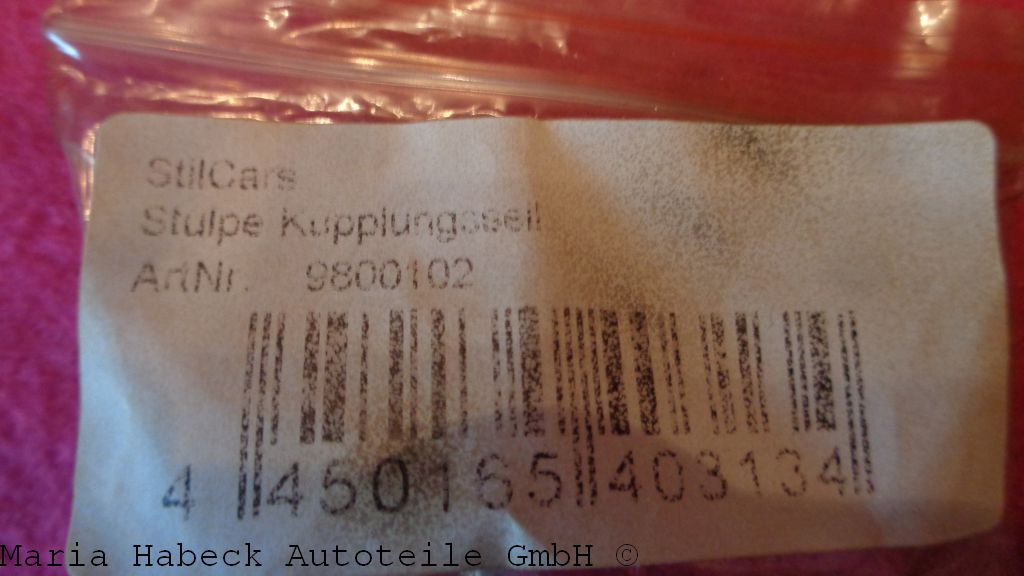 StilCars
Stulpe Kupplungsseil
ArtNr. 9800102
4 450165 403134
Maria Habeck Autoteile GmbH ©